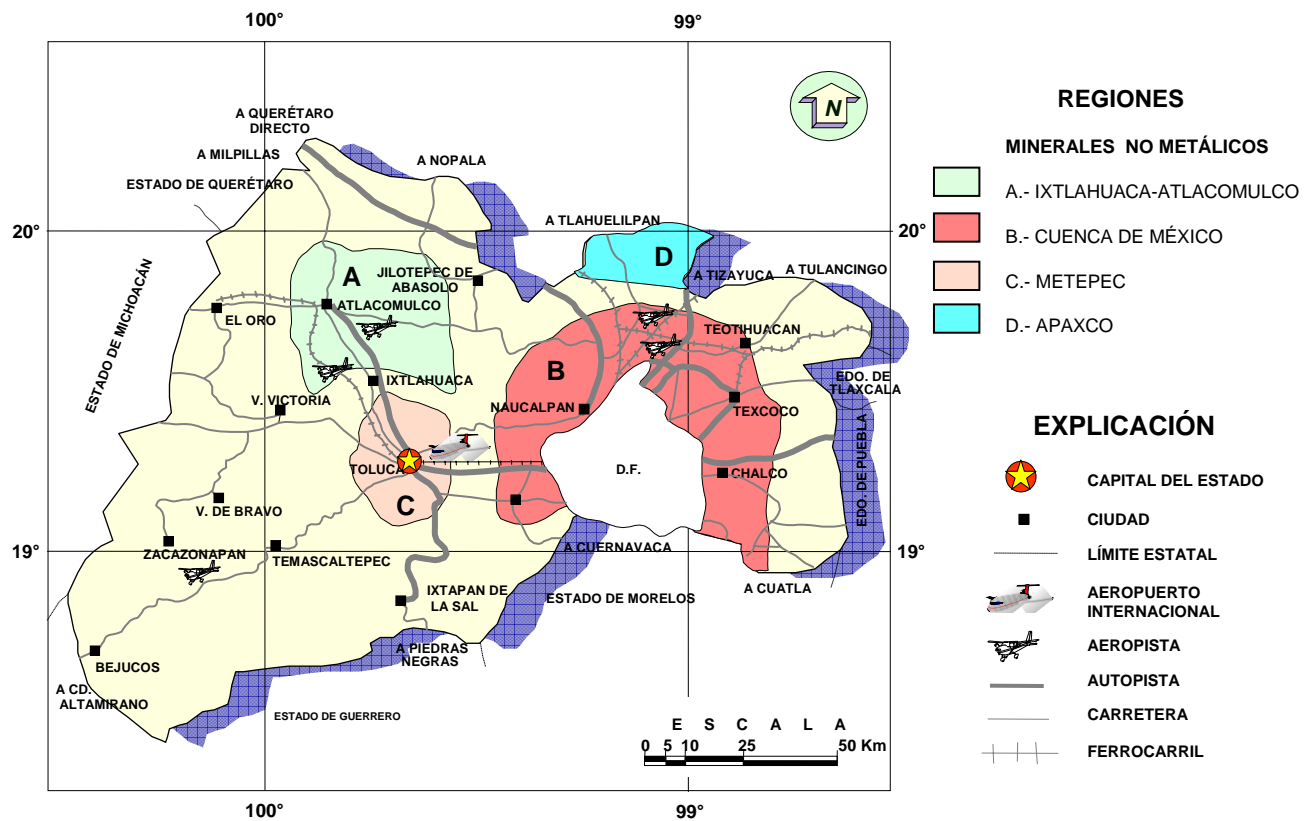 100°
99°
N
A QUERÉTARO
DIRECTO
A MILPILLAS
A NOPALA
ESTADO DE QUERÉTARO
20°
20°
A TLAHUELILPAN
D
A TIZAYUCA
A TULANCINGO
A
JILOTEPEC DE
ABASOLO
ATLACOMULCO
EL ORO
ESTADO DE MICHOACÁN
TEOTIHUACAN
B
IXTLAHUACA
EDO. DE
TLAXCALA
V. VICTORIA
NAUCALPAN
TEXCOCO
TOLUCA
D.F.
CHALCO
EDO. DE PUEBLA
C
V. DE BRAVO
ZACAZONAPAN
TEMASCALTEPEC
A CUERNAVACA
19°
19°
A CUATLA
IXTAPAN DE
LA SAL
ESTADO DE MORELOS
A PIEDRAS
NEGRAS
BEJUCOS
A CD.
ALTAMIRANO
ESTADO DE GUERRERO
E S C A L A
0 5 10 25 50 Km
100°
99°
REGIONES
MINERALES NO METÁLICOS
A.- IXTLAHUACA-ATLACOMULCO
B.- CUENCA DE MÉXICO
C.- METEPEC
D.- APAXCO
EXPLICACIÓN
CAPITAL DEL ESTADO
CIUDAD
LÍMITE ESTATAL
AEROPUERTO
INTERNACIONAL
AEROPISTA
AUTOPISTA
CARRETERA
FERROCARRIL